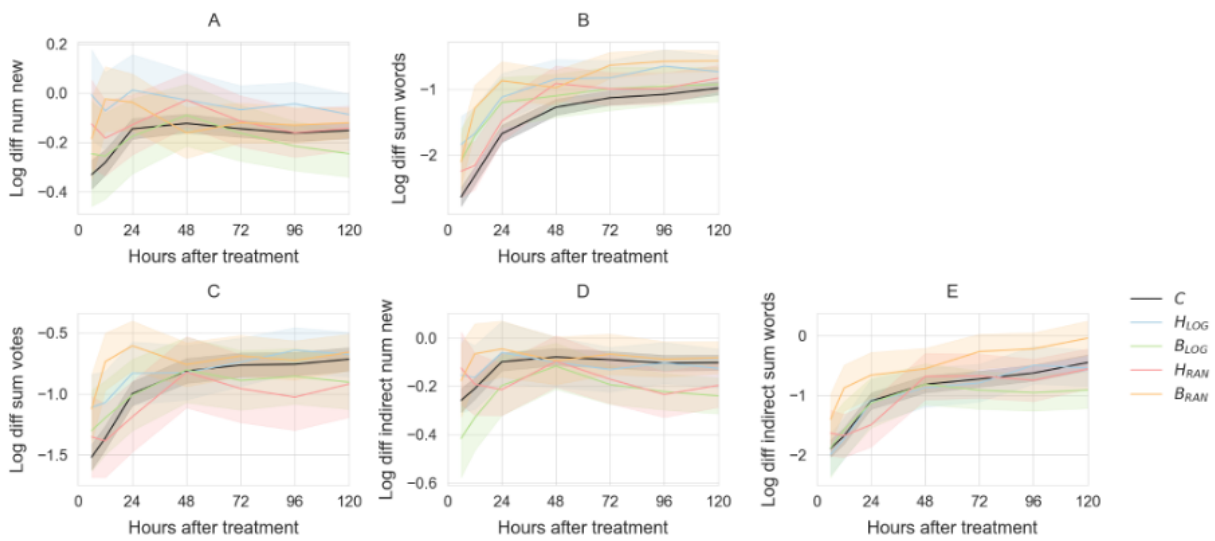 A
B
Log diff num new
0.2
0.0
−0.2
−0.4
0
24
48
72
96
120
Hours after treatment
Log diff sum words
−1
−2
0
24
48
72
96
120
Hours after treatment
C
D
E
Log diff sum votes
−0.5
−1.0
−1.5
0
24
48
72
96
120
Hours after treatment
Log diff indirect num new
0.0
−0.2
−0.4
−0.6
0
24
48
72
96
120
Hours after treatment
Log diff indirect sum words
0
−1
−2
0
24
48
72
96
120
Hours after treatment
C
H_LOG
B_LOG
H_RAN
B_RAN